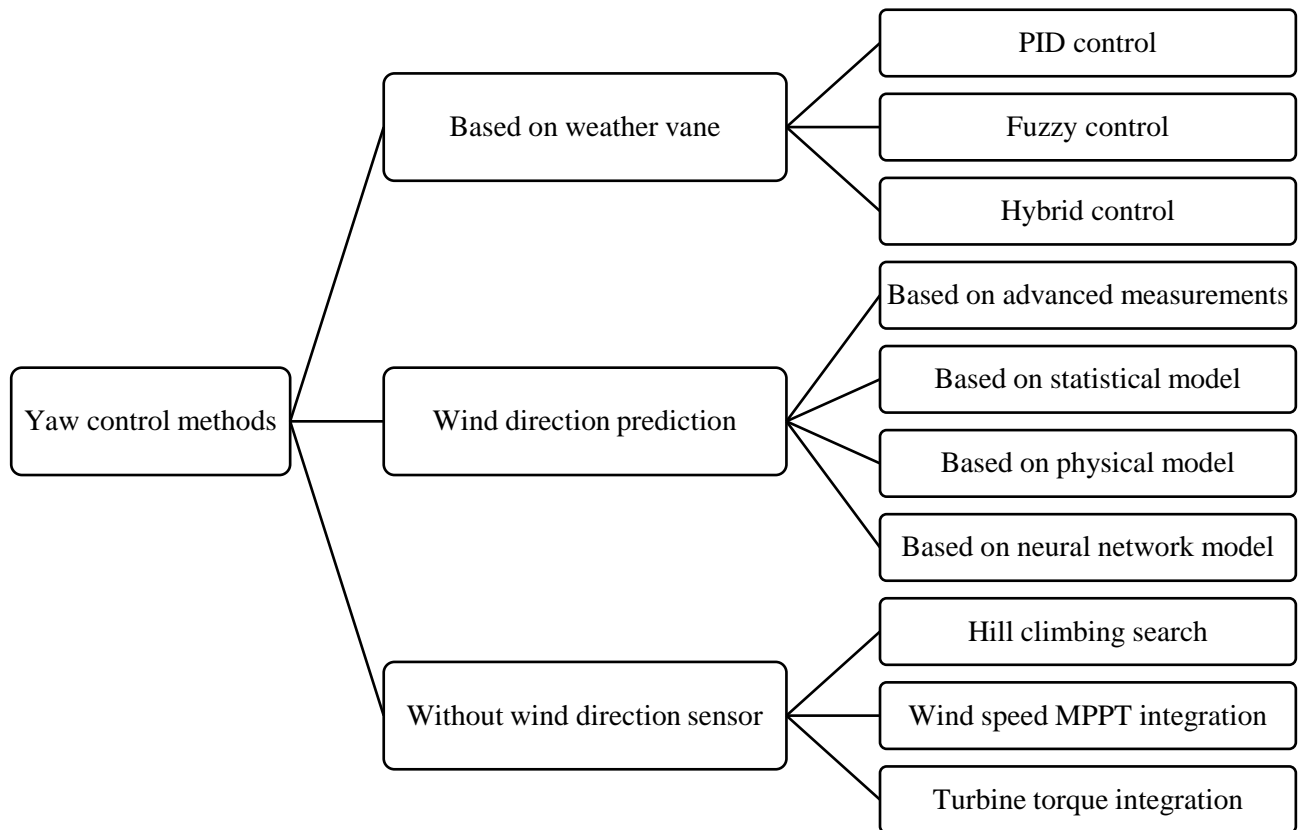 Yaw control methods
Based on weather vane
PID control
Fuzzy control
Hybrid control
Wind direction prediction
Based on advanced measurements
Based on statistical model
Based on physical model
Based on neural network model
Without wind direction sensor
Hill climbing search
Wind speed MPPT integration
Turbine torque integration